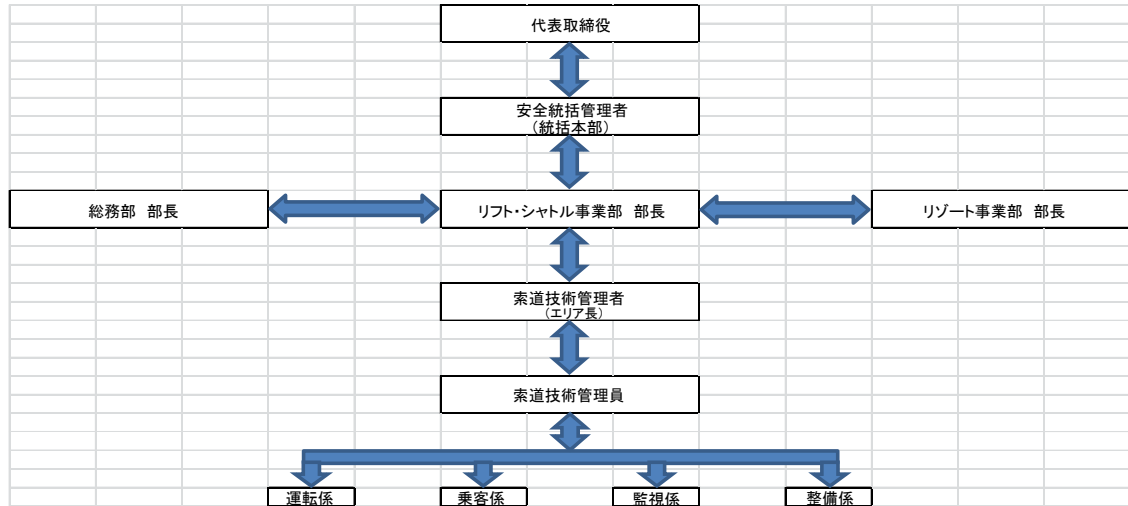 代表取締役
安全統括管理者
(統括本部)
総務部 部長
リフト・シャトル事業部 部長
リゾート事業部 部長
索道技術管理者
(エリア長)
索道技術管理員
運転係
乗客係
監視係
整備係